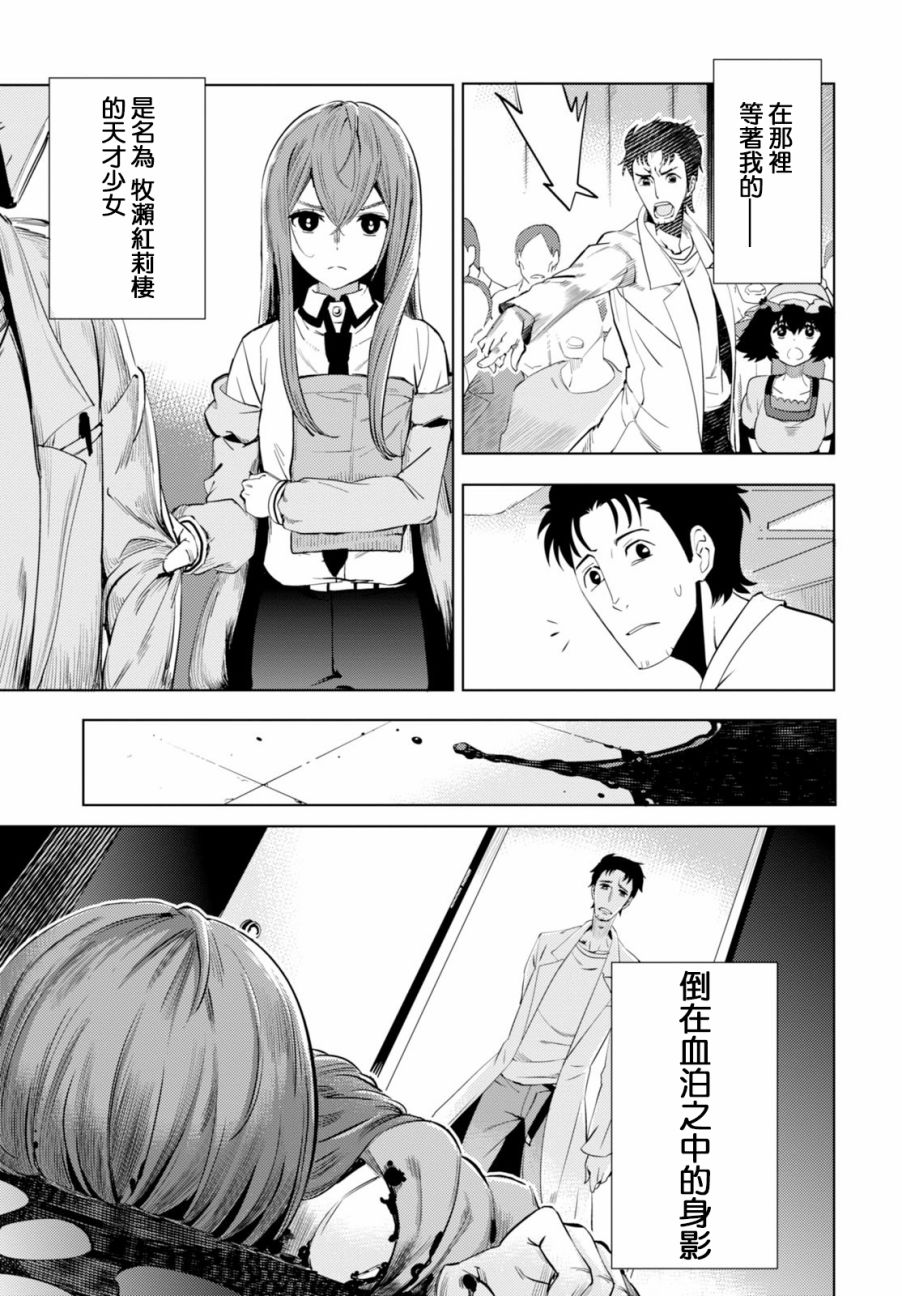 在那裡
等著我的——
是名為 牧瀨紅莉棲
的天才少女
倒在血泊之中的身影